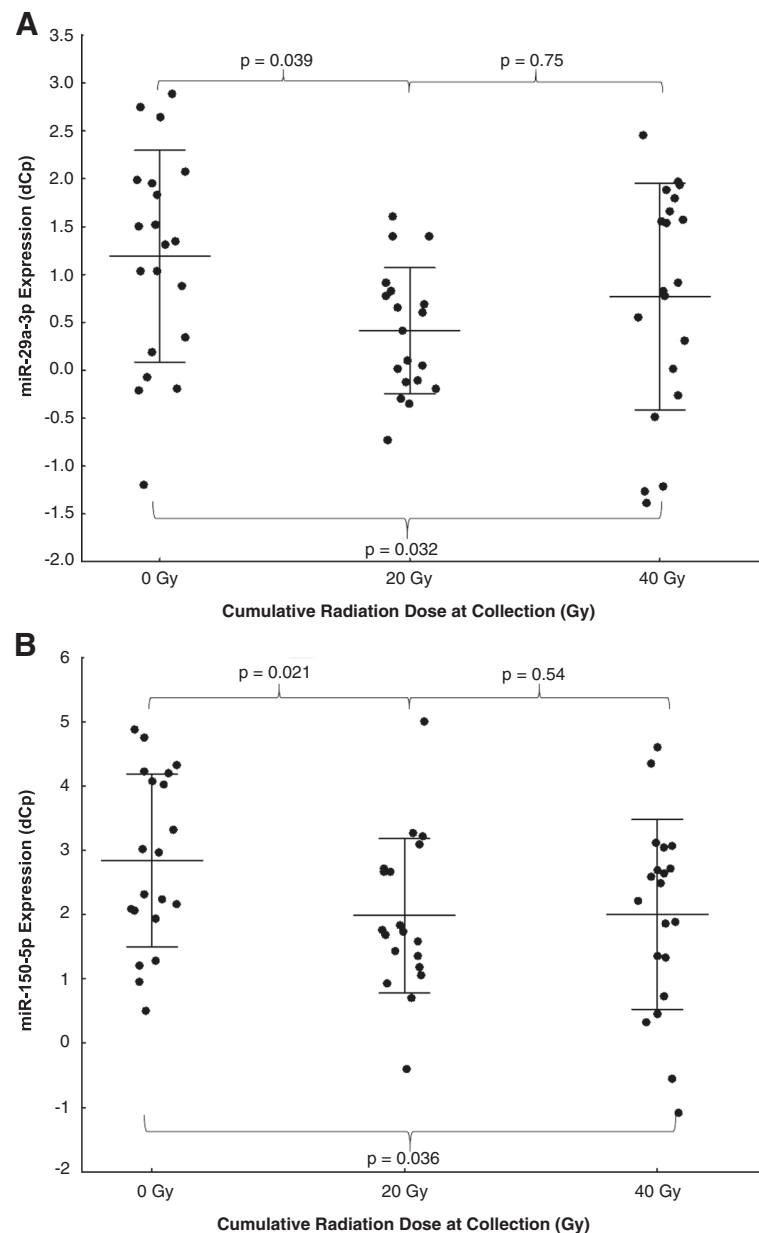 A
3.5
p = 0.039
p = 0.75
3.0
2.5
2.0
1.5
1.0
0.5
0.0
-0.5
-1.0
-1.5
-2.0
miR-29a-3p Expression (dCp)
p = 0.032
0 Gy
20 Gy
40 Gy
Cumulative Radiation Dose at Collection (Gy)
B
6
p = 0.021
p = 0.54
5
4
3
2
1
0
-1
-2
miR-150-5p Expression (dCp)
p = 0.036
0 Gy
20 Gy
40 Gy
Cumulative Radiation Dose at Collection (Gy)